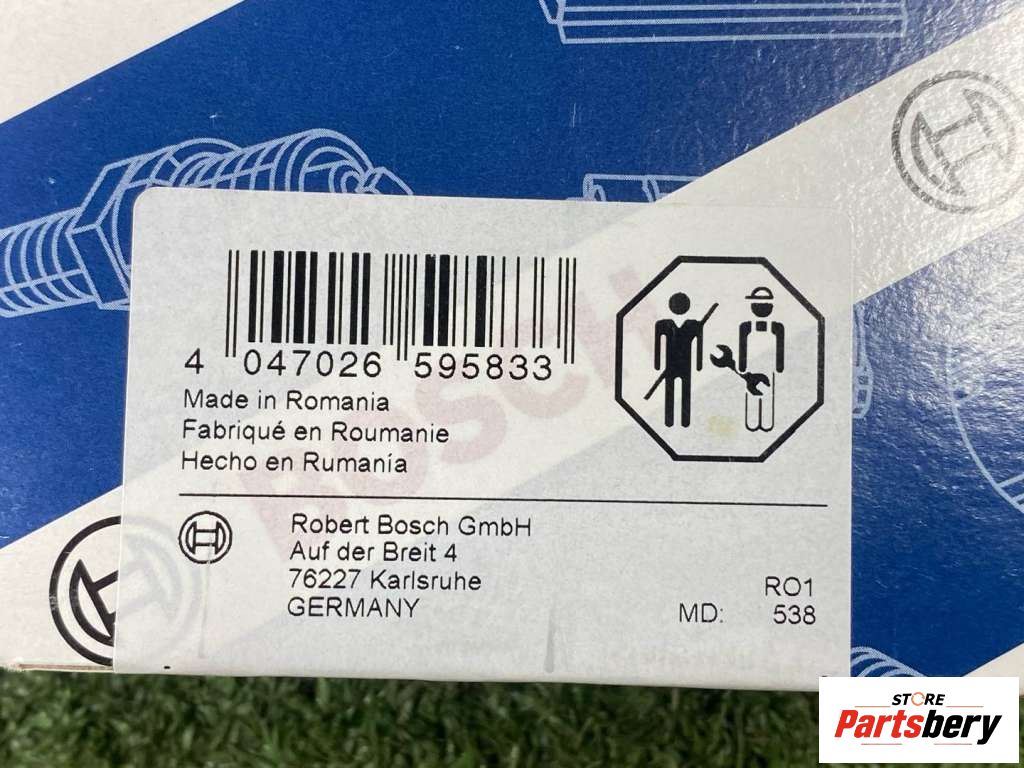 4 047026 595833
Made in Romania
Fabriqué en Roumanie
Hecho en Rumanía
BOSCH
Robert Bosch GmbH
Auf der Breit 4
76227 Karlsruhe
GERMANY
RO1
MD: 538
STORE
Partsbery